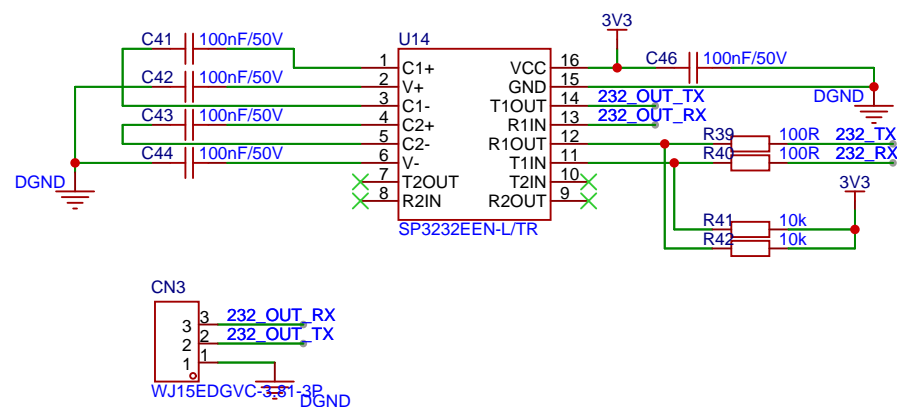 3V3
C41 100nF/50V
U14
C46 100nF/50V
1 C1+ VCC 16
C42 100nF/50V
2 V+ GND 15
DGND
3 C1- T1OUT 14 232_OUT_TX
C43 100nF/50V
4 C2+ R1IN 13 232_OUT_RX
5 C2- R1OUT 12 R39 100R 232_TX
C44 100nF/50V
6 V- T1IN 11 R40 100R 232_RX
DGND
7 T2OUT T2IN 10
3V3
8 R2IN R2OUT 9
SP3232EEN-L/TR
R41 10k
R42 10k
CN3
3 3 232_OUT_RX
2 2 232_OUT_TX
1 1
WJ15EDGVC-3.81-3P
DGND